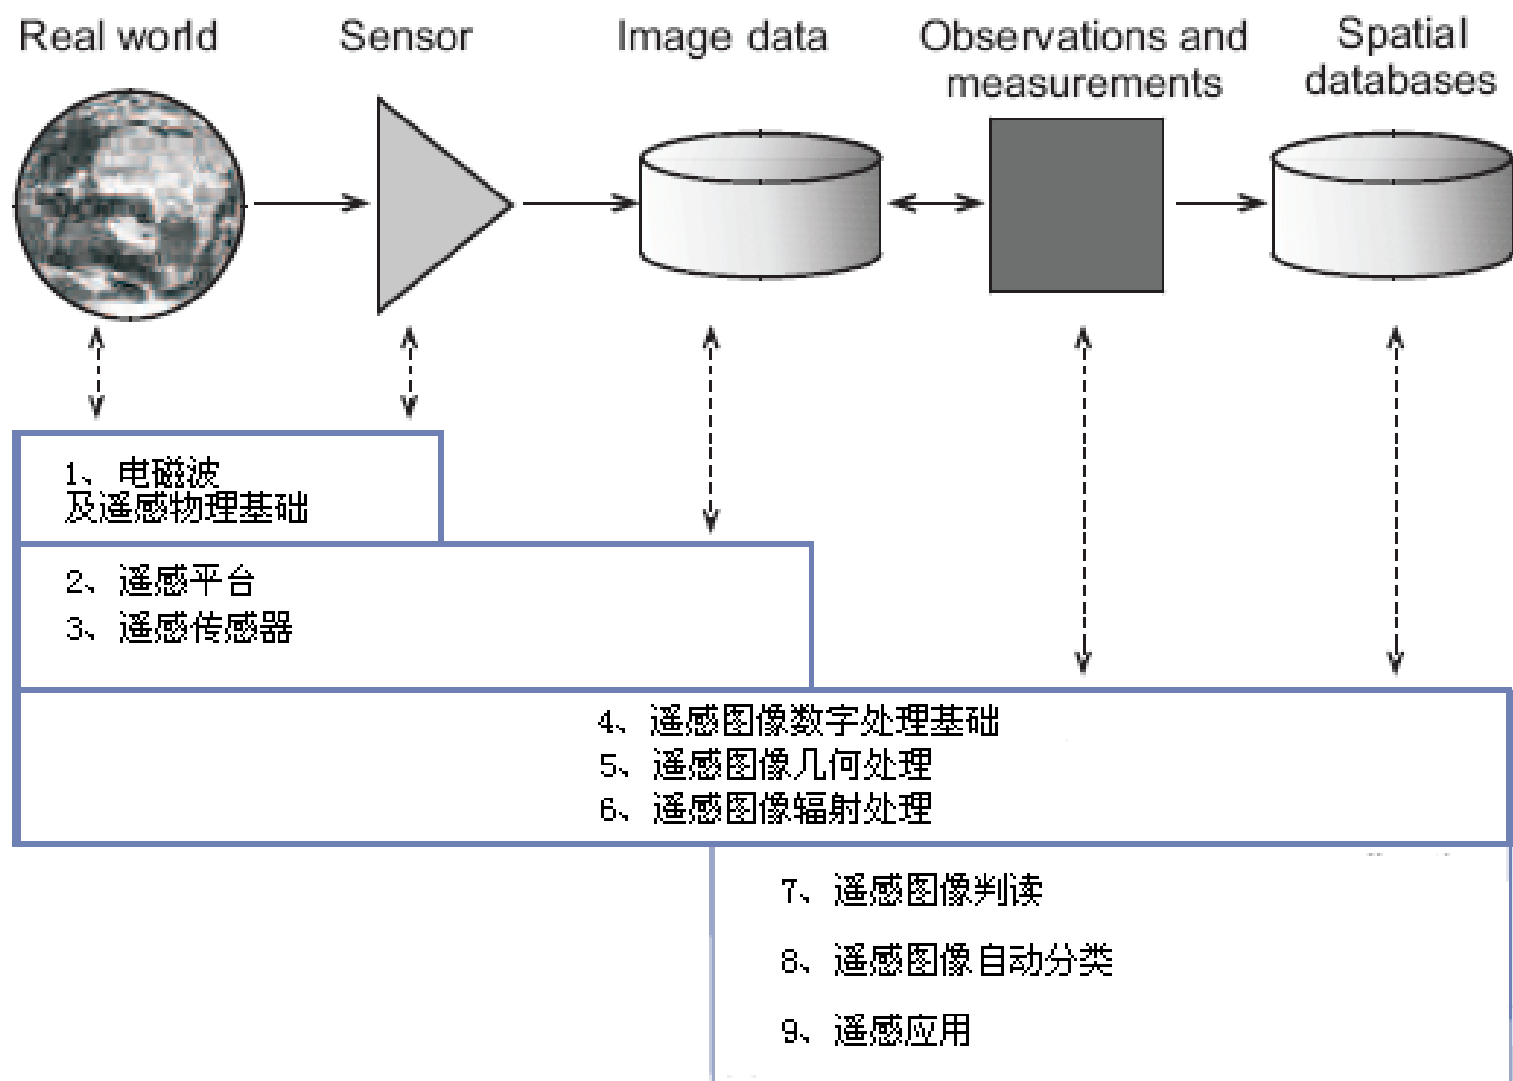 Real world
Sensor
Image data
Observations and
measurements
Spatial
databases
1、电磁波
及遥感物理基础
2、遥感平台
3、遥感传感器
4、遥感图像数字处理基础
5、遥感图像几何处理
6、遥感图像辐射处理
7、遥感图像判读
8、遥感图像自动分类
9、遥感应用